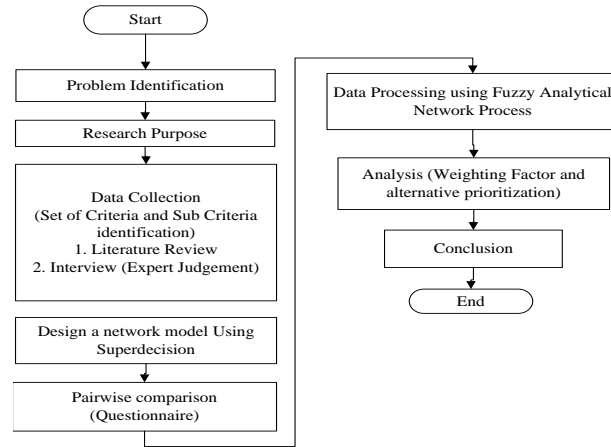 Start
Problem Identification
Research Purpose
Data Collection
(Set of Criteria and Sub Criteria
identification)
1. Literature Review
2. Interview (Expert Judgement)
Design a network model Using
Superdecision
Pairwise comparison
(Questionnaire)
Data Processing using Fuzzy Analytical
Network Process
Analysis (Weighting Factor and
alternative prioritization)
Conclusion
End